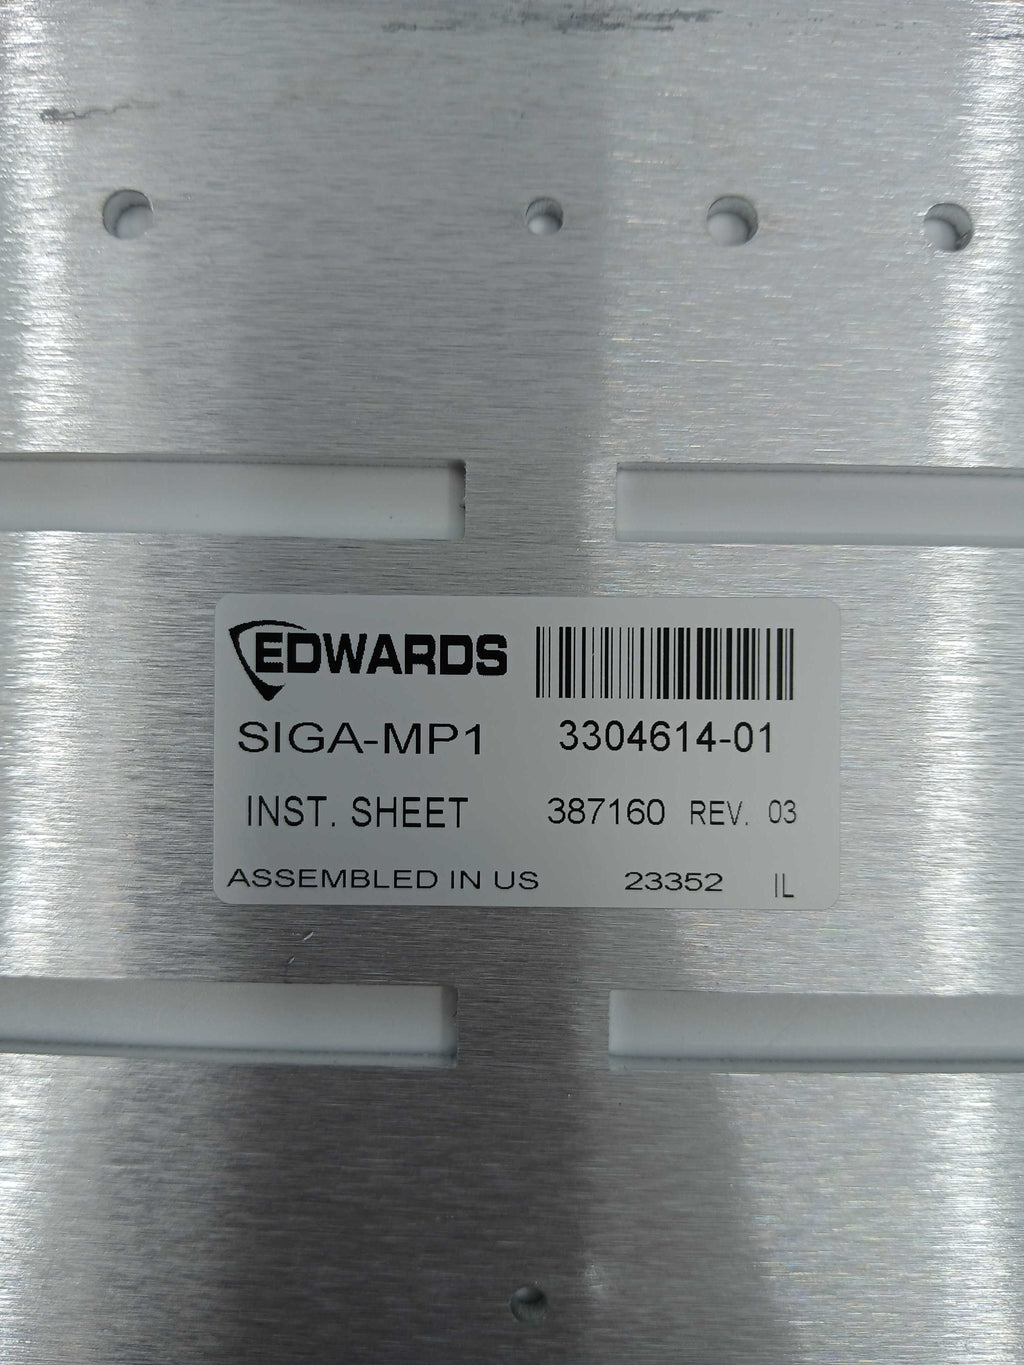 EDWARDS
SIGA-MP1 3304614-01
INST. SHEET 387160 REV. 03
ASSEMBLED IN US 23352 IL